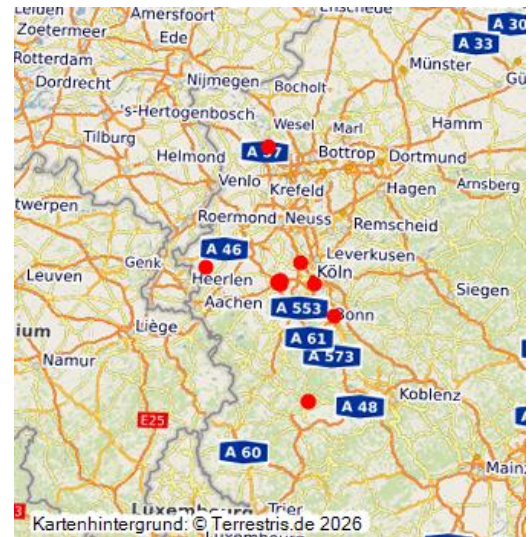 Leiden
Enschede
Zoetermeer
Amersfoort
A 30
Ede
A 33
Rotterdam
Münster
Dordrecht
Nijmegen
Bocholt
's-Hertogenbosch
Wesel
Marl
Hamm
Tilburg
Helmond
A 57
Bottrop
Dortmund
Venlo
Krefeld
Hagen
Arnsberg
twerpen
Roermond
Neuss
Remscheid
A 46
Genk
Leverkusen
Leuven
Heerlen
Köln
Siegen
Aachen
A 553
Bonn
ium
Liège
A 61
A 573
Namur
Koblenz
E25
A 48
A 60
Mainz
3
Luxembourg
Trier
Kartenhintergrund: © Terrestris.de 2026